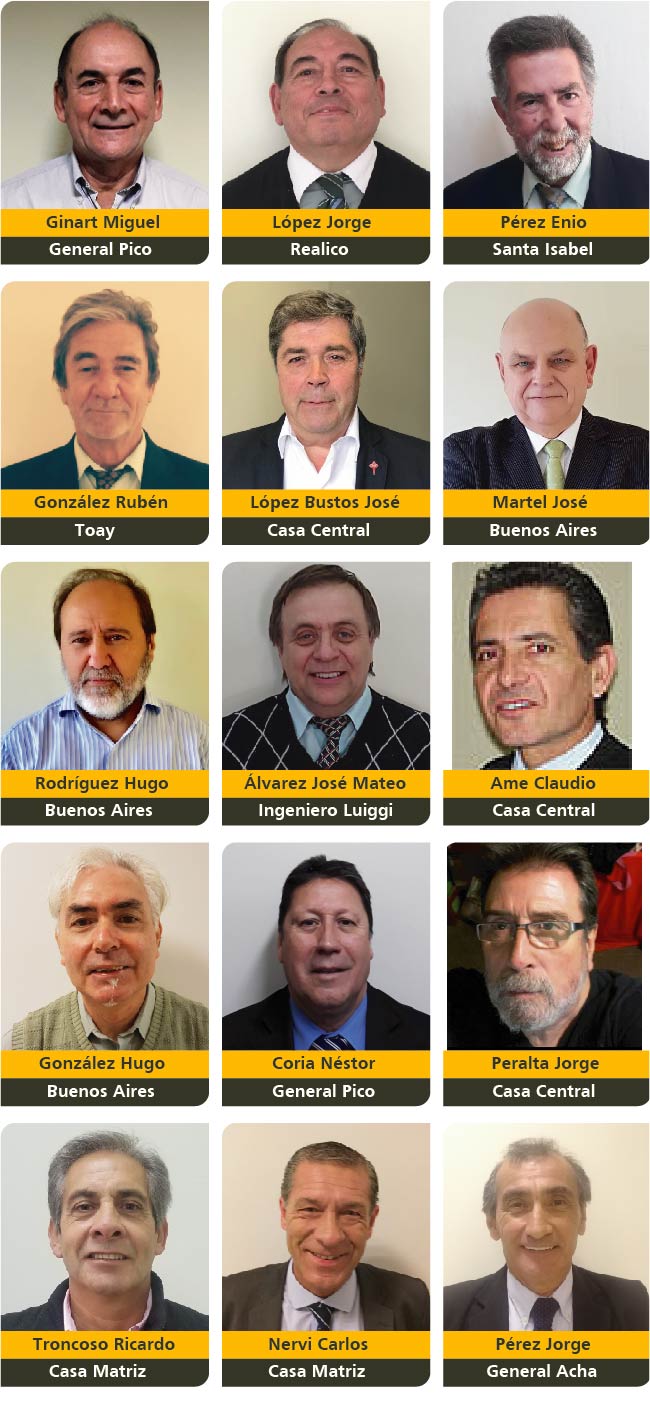 Ginart Miguel
General Pico
López Jorge
Realico
Pérez Enio
Santa Isabel
González Rubén
Toay
López Bustos José
Casa Central
Martel José
Buenos Aires
Rodríguez Hugo
Buenos Aires
Álvarez José Mateo
Ingeniero Luiggi
Ame Claudio
Casa Central
González Hugo
Buenos Aires
Coria Néstor
General Pico
Peralta Jorge
Casa Central
Troncoso Ricardo
Casa Matriz
Nervi Carlos
Casa Matriz
Pérez Jorge
General Acha